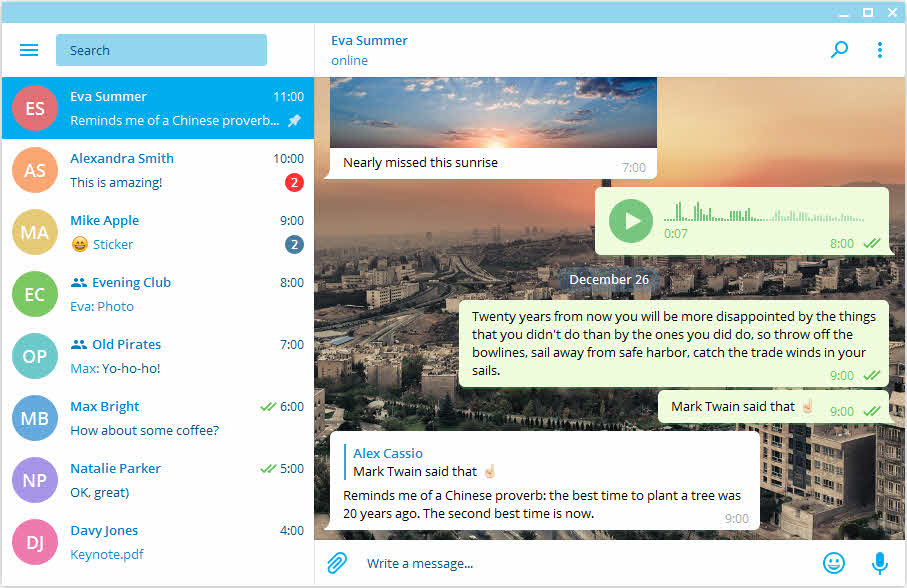 Search
ES
Eva Summer
11:00
Reminds me of a Chinese proverb...
AS
Alexandra Smith
10:00
This is amazing!
2
MA
Mike Apple
9:00
😄 Sticker
2
EC
Evening Club
8:00
Eva: Photo
OP
Old Pirates
7:00
Max: Yo-ho-ho!
MB
Max Bright
6:00
How about some coffee?
NP
Natalie Parker
5:00
OK, great)
DJ
Davy Jones
4:00
Keynote.pdf
Eva Summer
online
Nearly missed this sunrise
7:00
0:07
8:00
December 26
Twenty years from now you will be more disappointed by the things
that you didn't do than by the ones you did do, so throw off the
bowlines, sail away from safe harbor, catch the trade winds in your
sails.
9:00
Mark Twain said that ☝🏻
9:00
Alex Cassio
Mark Twain said that ☝🏻
Reminds me of a Chinese proverb: the best time to plant a tree was
20 years ago. The second best time is now.
9:00
Write a message...